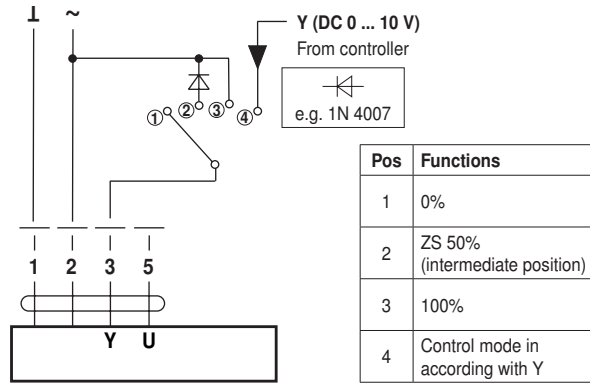 ⊥ ~
Y (DC 0 ... 10 V)
From controller
e.g. 1N 4007
1 2 3 4
1 2 3 5
Y U
Pos Functions
1 0%
2 ZS 50%
(intermediate position)
3 100%
4 Control mode in
according with Y